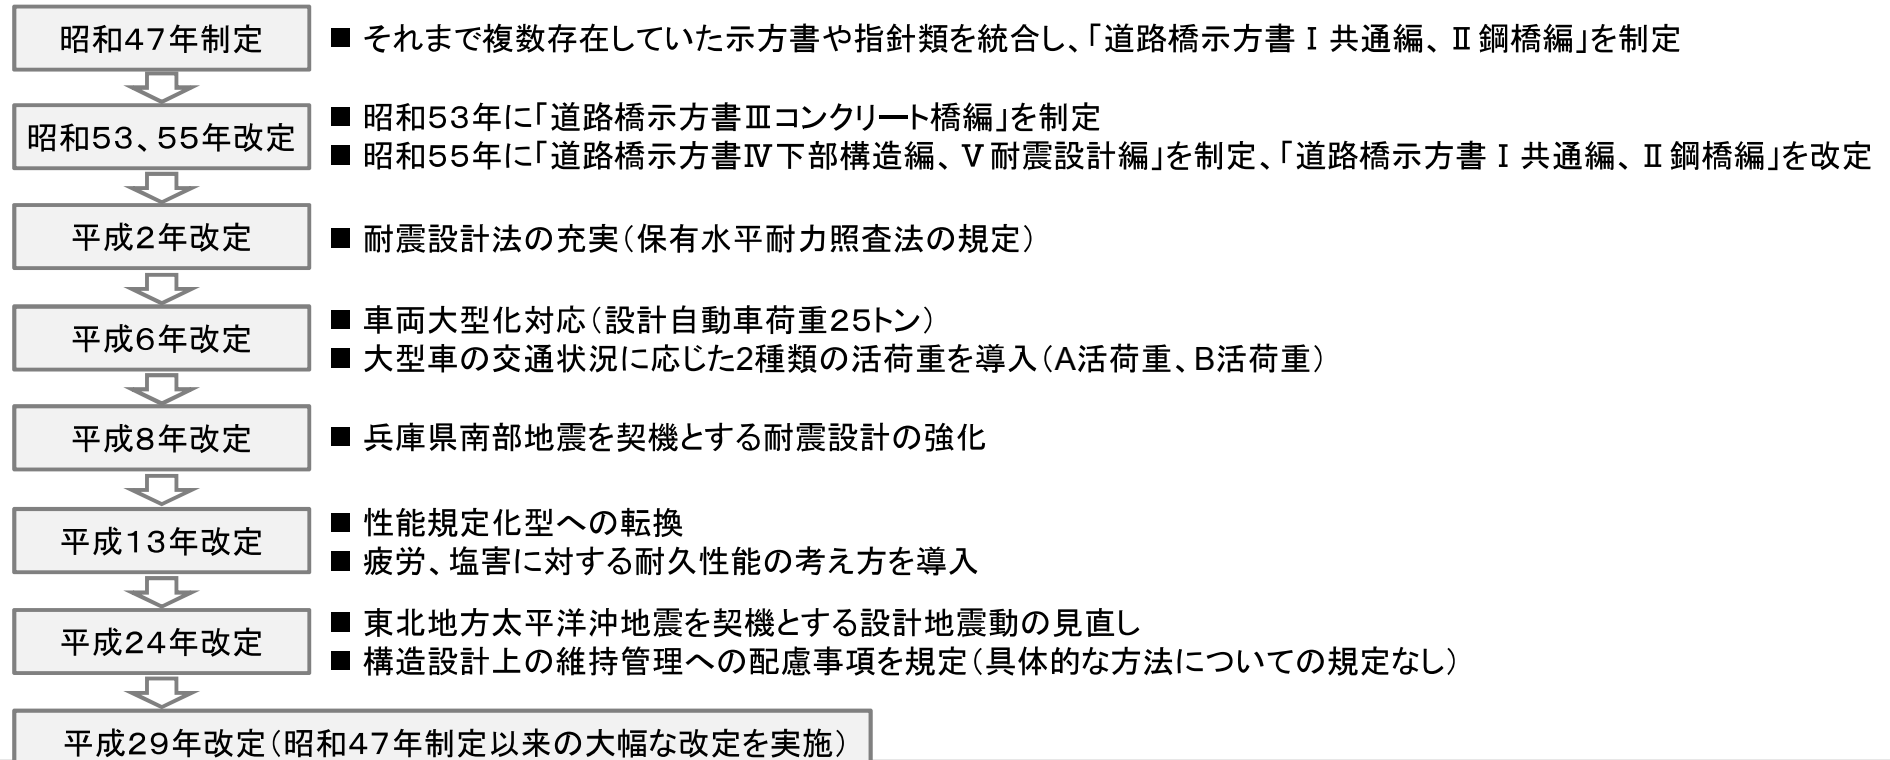 昭和47年制定
■ それまで複数存在していた示方書や指針類を統合し、「道路橋示方書Ⅰ共通編、Ⅱ鋼橋編」を制定
昭和53、55年改定
■ 昭和53年に「道路橋示方書Ⅲコンクリート橋編」を制定
■ 昭和55年に「道路橋示方書Ⅳ下部構造編、Ⅴ耐震設計編」を制定、「道路橋示方書Ⅰ共通編、Ⅱ鋼橋編」を改定
平成2年改定
■ 耐震設計法の充実（保有水平耐力照査法の規定）
平成6年改定
■ 車両大型化対応（設計自動車荷重25トン）
■ 大型車の交通状況に応じた2種類の活荷重を導入（A活荷重、B活荷重）
平成8年改定
■ 兵庫県南部地震を契機とする耐震設計の強化
平成13年改定
■ 性能規定化型への転換
■ 疲労、塩害に対する耐久性能の考え方を導入
平成24年改定
■ 東北地方太平洋沖地震を契機とする設計地震動の見直し
■ 構造設計上の維持管理への配慮事項を規定（具体的な方法についての規定なし）
平成29年改定（昭和47年制定以来の大幅な改定を実施）